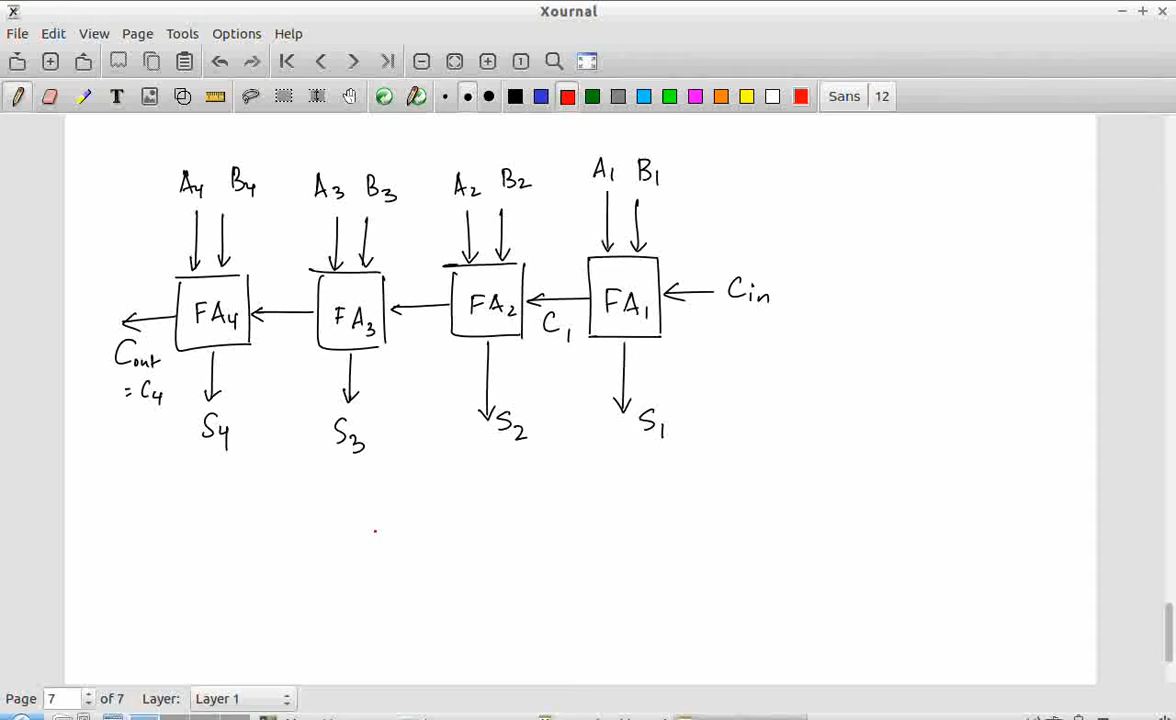 Xournal
File Edit View Page Tools Options Help
Sans 12
A4 B4 A3 B3 A2 B2 A1 B1
FA4 FA3 FA2 FA1 Cin
Cout C1
= C4
S4 S3 S2 S1
Page 7 of 7 Layer: Layer 1